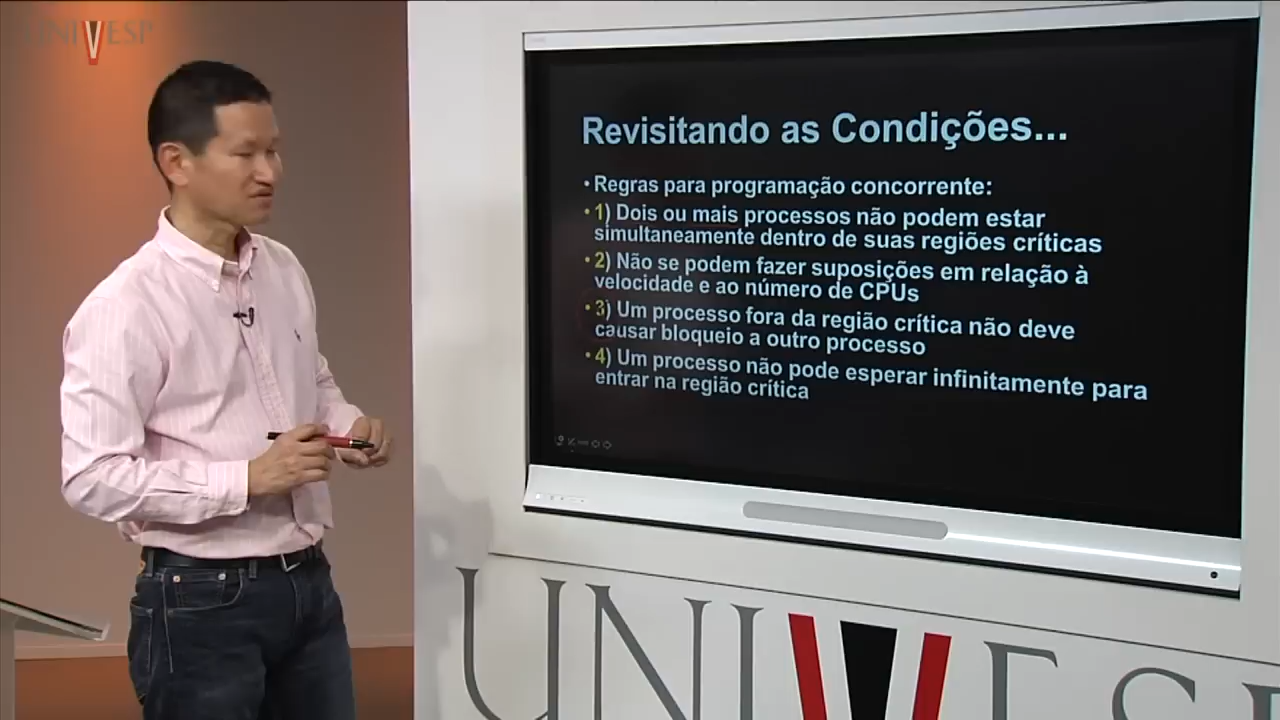 UNIVESP
Revisitando as Condições...
• Regras para programação concorrente:
• 1) Dois ou mais processos não podem estar
simultaneamente dentro de suas regiões críticas
• 2) Não se podem fazer suposições em relação à
velocidade e ao número de CPUs
• 3) Um processo fora da região crítica não deve
causar bloqueio a outro processo
• 4) Um processo não pode esperar infinitamente para
entrar na região crítica
UNIVESP